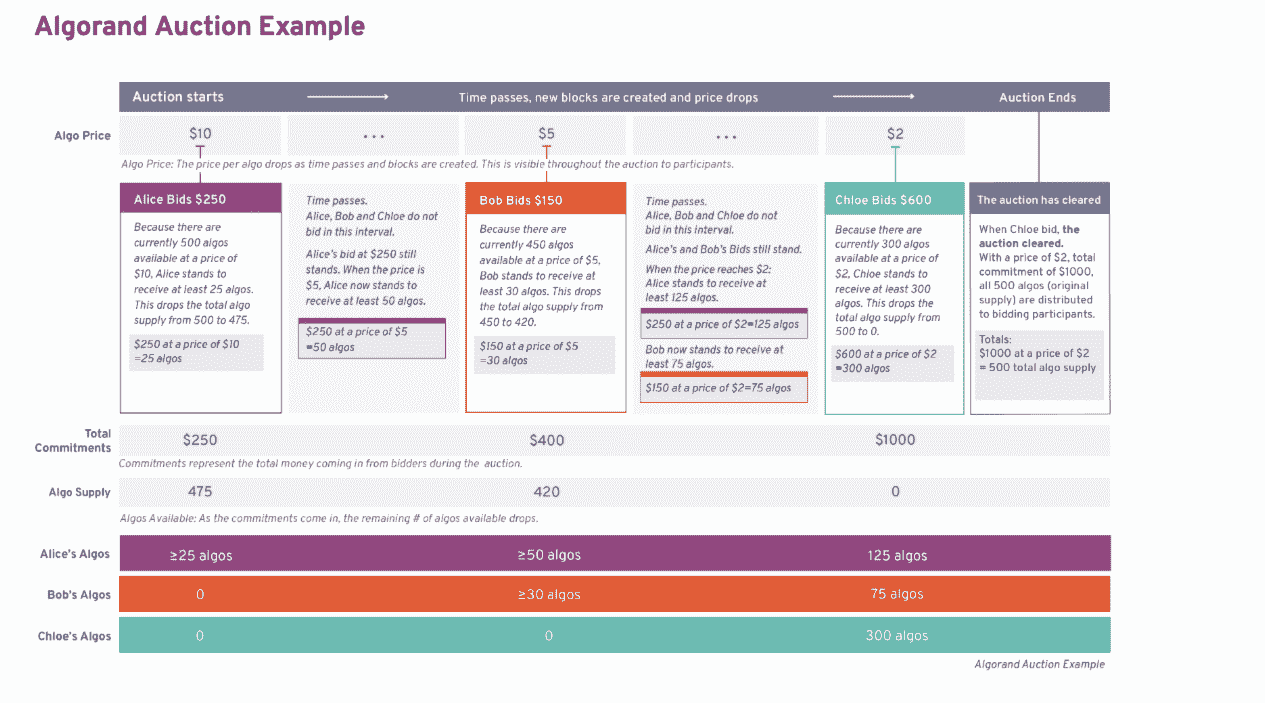 Algorand Auction Example
Auction starts
Time passes, new blocks are created and price drops
Auction Ends
Algo Price
$10
...
$5
...
$2
Algo Price: The price per algo drops as time passes and blocks are created. This is visible throughout the auction to participants.
Alice Bids $250
Because there are
currently 500 algos
available at a price of
$10, Alice stands to
receive at least 25 algos.
This drops the total algo
supply from 500 to 475.
$250 at a price of $10
=25 algos
Time passes.
Alice, Bob and Chloe do not
bid in this interval.
Alice's bid at $250 still
stands. When the price is
$5, Alice now stands to
receive at least 50 algos.
$250 at a price of $5
=50 algos
Bob Bids $150
Because there are
currently 450 algos
available at a price of $5,
Bob stands to receive at
least 30 algos. This drops
the total algo supply from
450 to 420.
$150 at a price of $5
=30 algos
Time passes.
Alice, Bob and Chloe do not
bid in this interval.
Alice's and Bob's Bids still stand.
When the price reaches $2:
Alice stands to receive at
least 125 algos.
$250 at a price of $2=125 algos
Bob now stands to receive at
least 75 algos.
$150 at a price of $2=75 algos
Chloe Bids $600
Because there are
currently 300 algos
available at a price of
$2, Chloe stands to
receive at least 300
algos. This drops the
total algo supply from
500 to 0.
$600 at a price of $2
=300 algos
The auction has cleared
When Chloe bid, the
auction cleared.
With a price of $2, total
commitment of $1000,
all 500 algos (original
supply) are distributed
to bidding participants.
Totals:
$1000 at a price of $2
= 500 total algo supply
Total
Commitments
$250
$400
$1000
Commitments represent the total money coming in from bidders during the auction.
Algo Supply
475
420
0
Algos Available: As the commitments come in, the remaining # of algos available drops.
Alice's Algos
≥25 algos
≥50 algos
125 algos
Bob's Algos
0
≥30 algos
75 algos
Chloe's Algos
0
0
300 algos
Algorand Auction Example